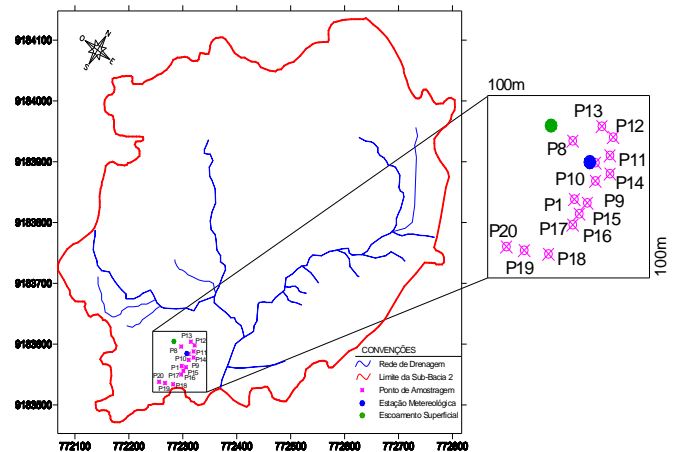 9184100
9184000
9183900
9183800
9183700
9183600
9183500
772100 772200 772300 772400 772500 772600 772700 772800
N
O
E
S
P13
P12
P8
P11
P10
P14
P1
P9
P15
P17
P16
P20
P19
P18
CONVENÇÕES
Rede de Drenagem
Limite da Sub-Bacia 2
Ponto de Amostragem
Estação Metereológica
Escoamento Superficial
100m
P13
P12
P8
P11
P10
P14
P1
P9
P15
P17
P16
P20
P19
P18
100m